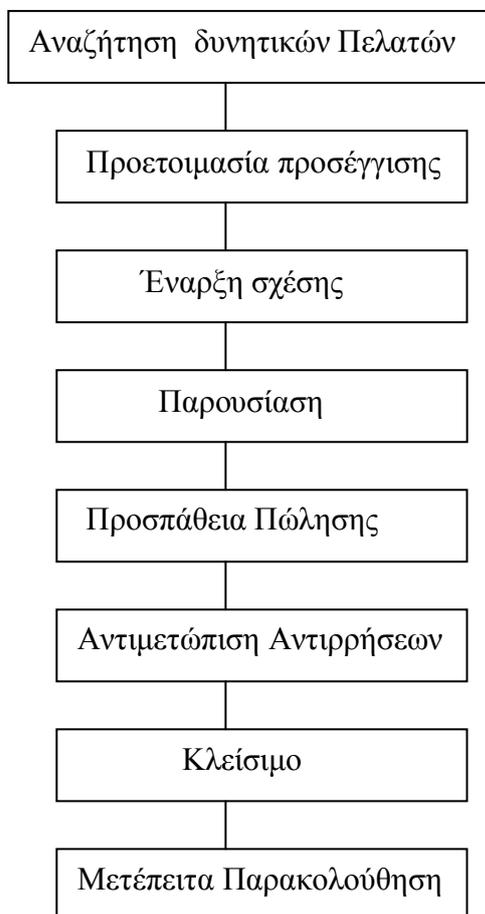 Αναζήτηση δυνητικών Πελατών
Προετοιμασία προσέγγισης
Έναρξη σχέσης
Παρουσίαση
Προσπάθεια Πώλησης
Αντιμετώπιση Αντιρρήσεων
Κλείσιμο
Μετέπειτα Παρακολούθηση